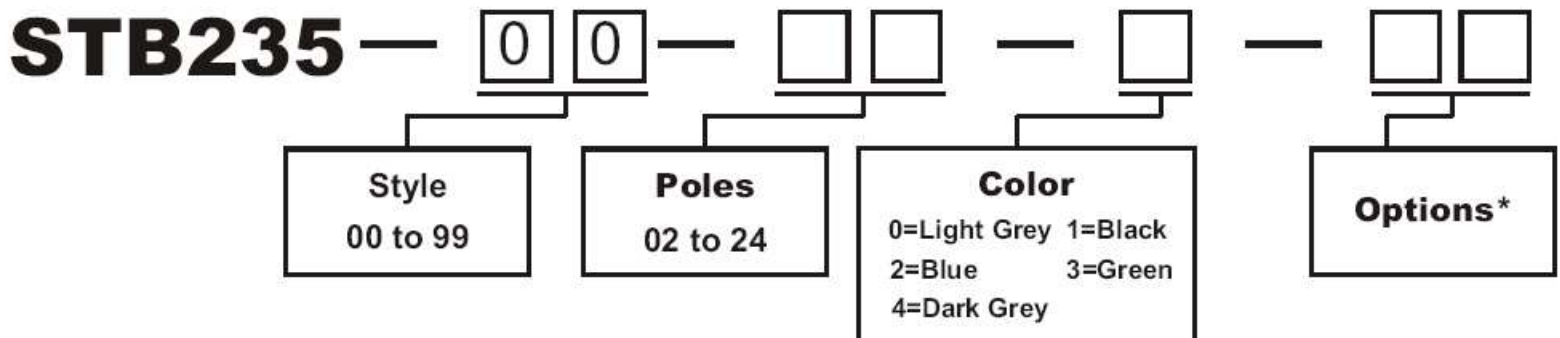 STB235 — 0 0 — —  —
Style
00 to 99
Poles
02 to 24
Color
0=Light Grey 1=Black
2=Blue 3=Green
4=Dark Grey
Options*